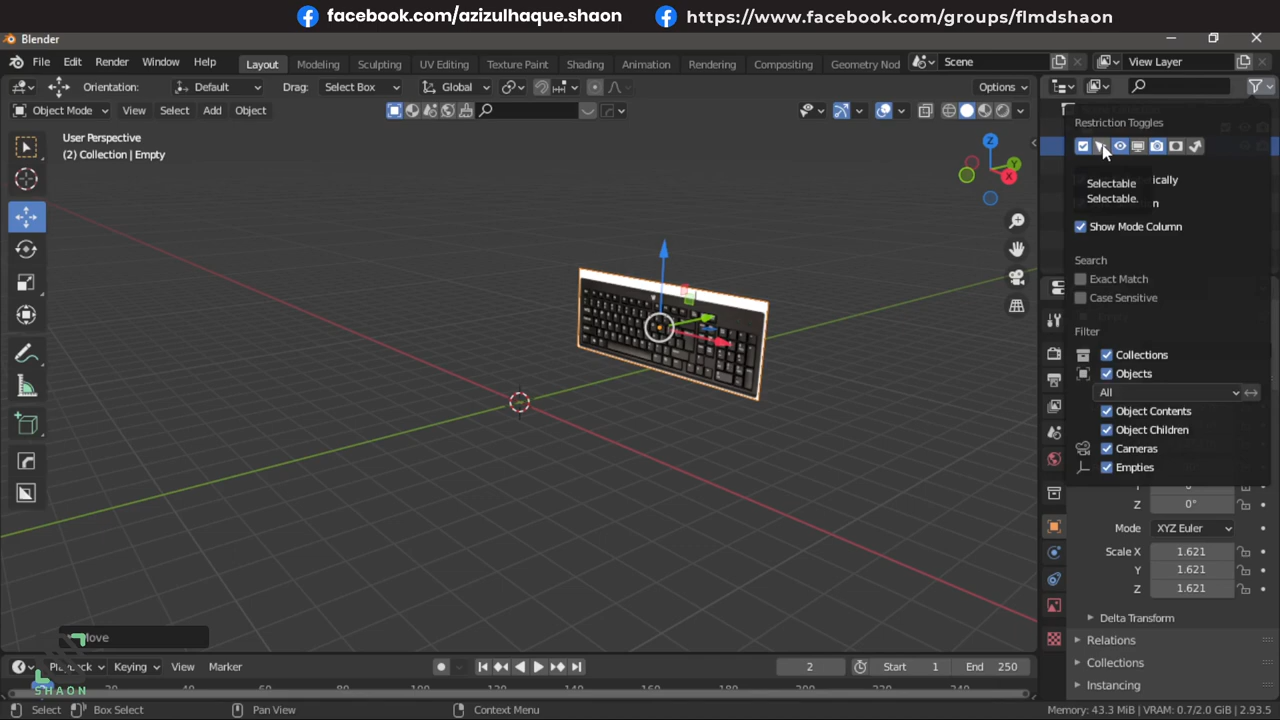 facebook.com/azizulhaque.shaon https://www.facebook.com/groups/flmdshaon
Blender
File Edit Render Window Help Layout Modeling Sculpting UV Editing Texture Paint Shading Animation Rendering Compositing Geometry Nod Scene View Layer
Orientation: Default Drag: Select Box Global Options
Object Mode View Select Add Object
User Perspective
(2) Collection | Empty
Z
Y
X
Restriction Toggles
Selectable
Selectable.
Show Mode Column
Search
Exact Match
Case Sensitive
Filter
Collections
Objects
All
Object Contents
Object Children
Cameras
Empties
Z 0°
Mode XYZ Euler
Scale X 1.621
Y 1.621
Z 1.621
Delta Transform
Relations
Collections
Instancing
Move
Playback Keying View Marker 2 Start 1 End 250
SHAON
Select Box Select Pan View Context Menu Memory: 43.3 MiB | VRAM: 0.7/2.0 GiB | 2.93.5